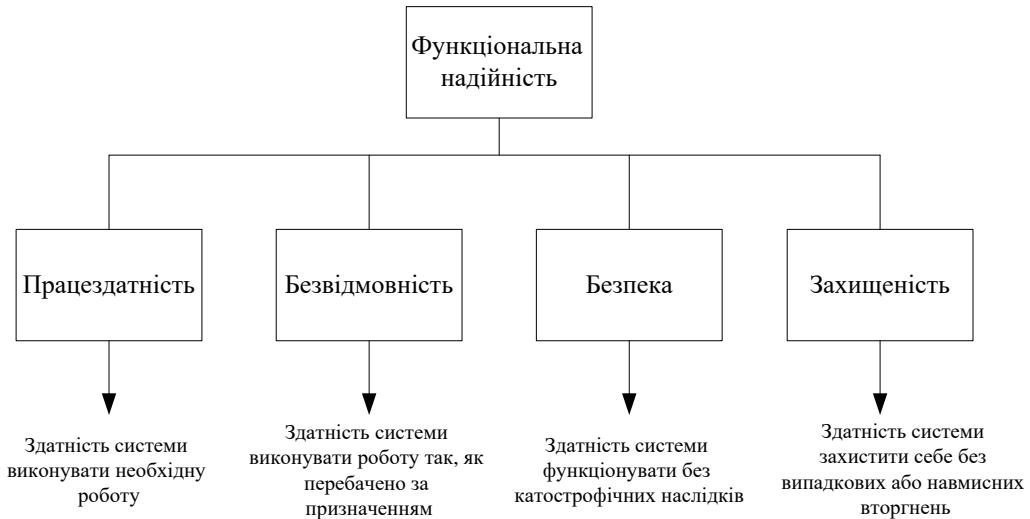 Функціональна
надійність
Працездатність
Безвідмовність
Безпека
Захищеність
Здатність системи
виконувати необхідну
роботу
Здатність системи
виконувати роботу так, як
перебачено за
призначенням
Здатність системи
функціонувати без
катострофічних наслідків
Здатність системи
захистити себе без
випадкових або навмисних
вторгнень